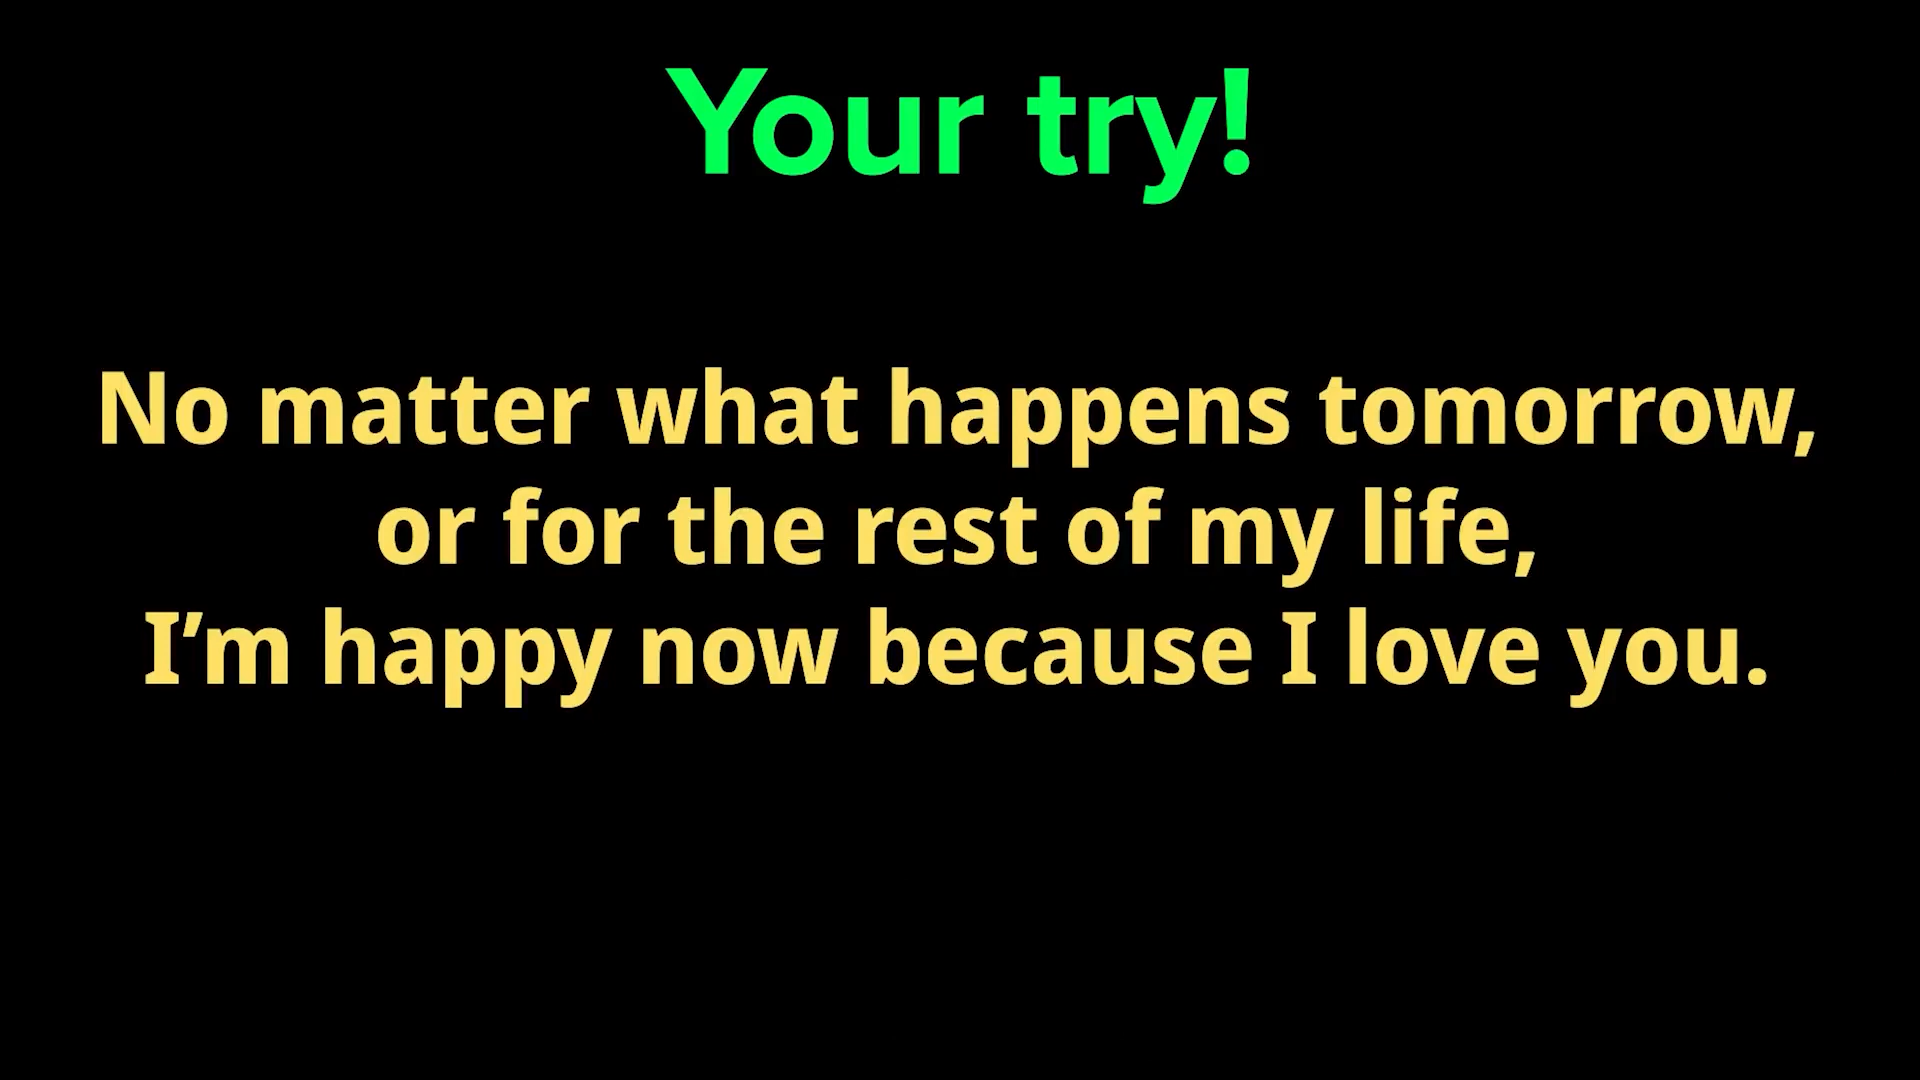 Your try!
No matter what happens tomorrow,
or for the rest of my life,
I’m happy now because I love you.